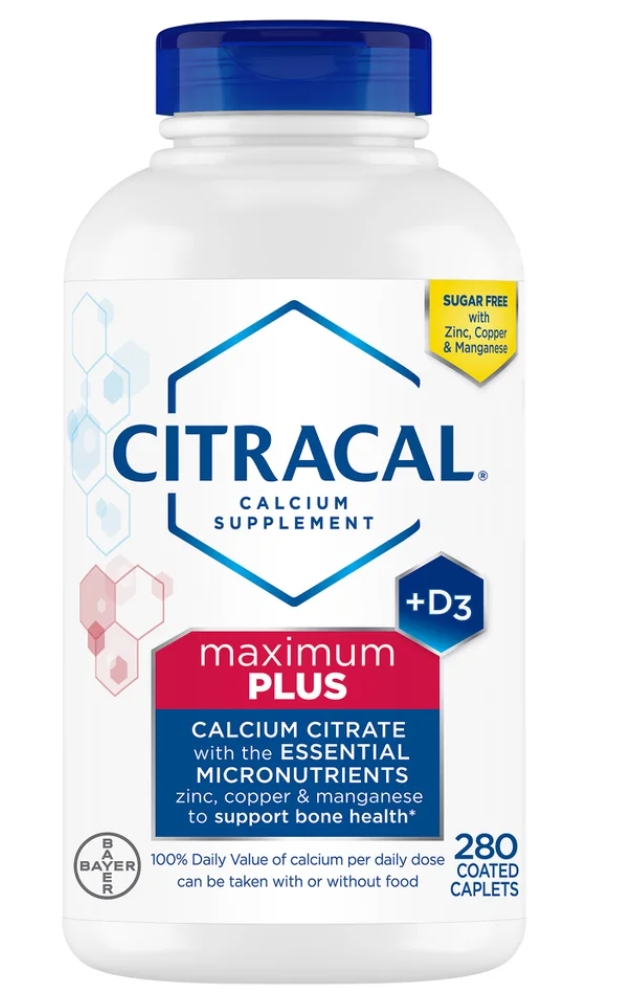 SUGAR FREE
with
Zinc, Copper
& Manganese
CITRACAL®
CALCIUM
SUPPLEMENT
+D3
maximum
PLUS
CALCIUM CITRATE
with the ESSENTIAL
MICRONUTRIENTS
zinc, copper & manganese
to support bone health*
BAYER
BAYER
100% Daily Value of calcium per daily dose
can be taken with or without food
280
COATED
CAPLETS